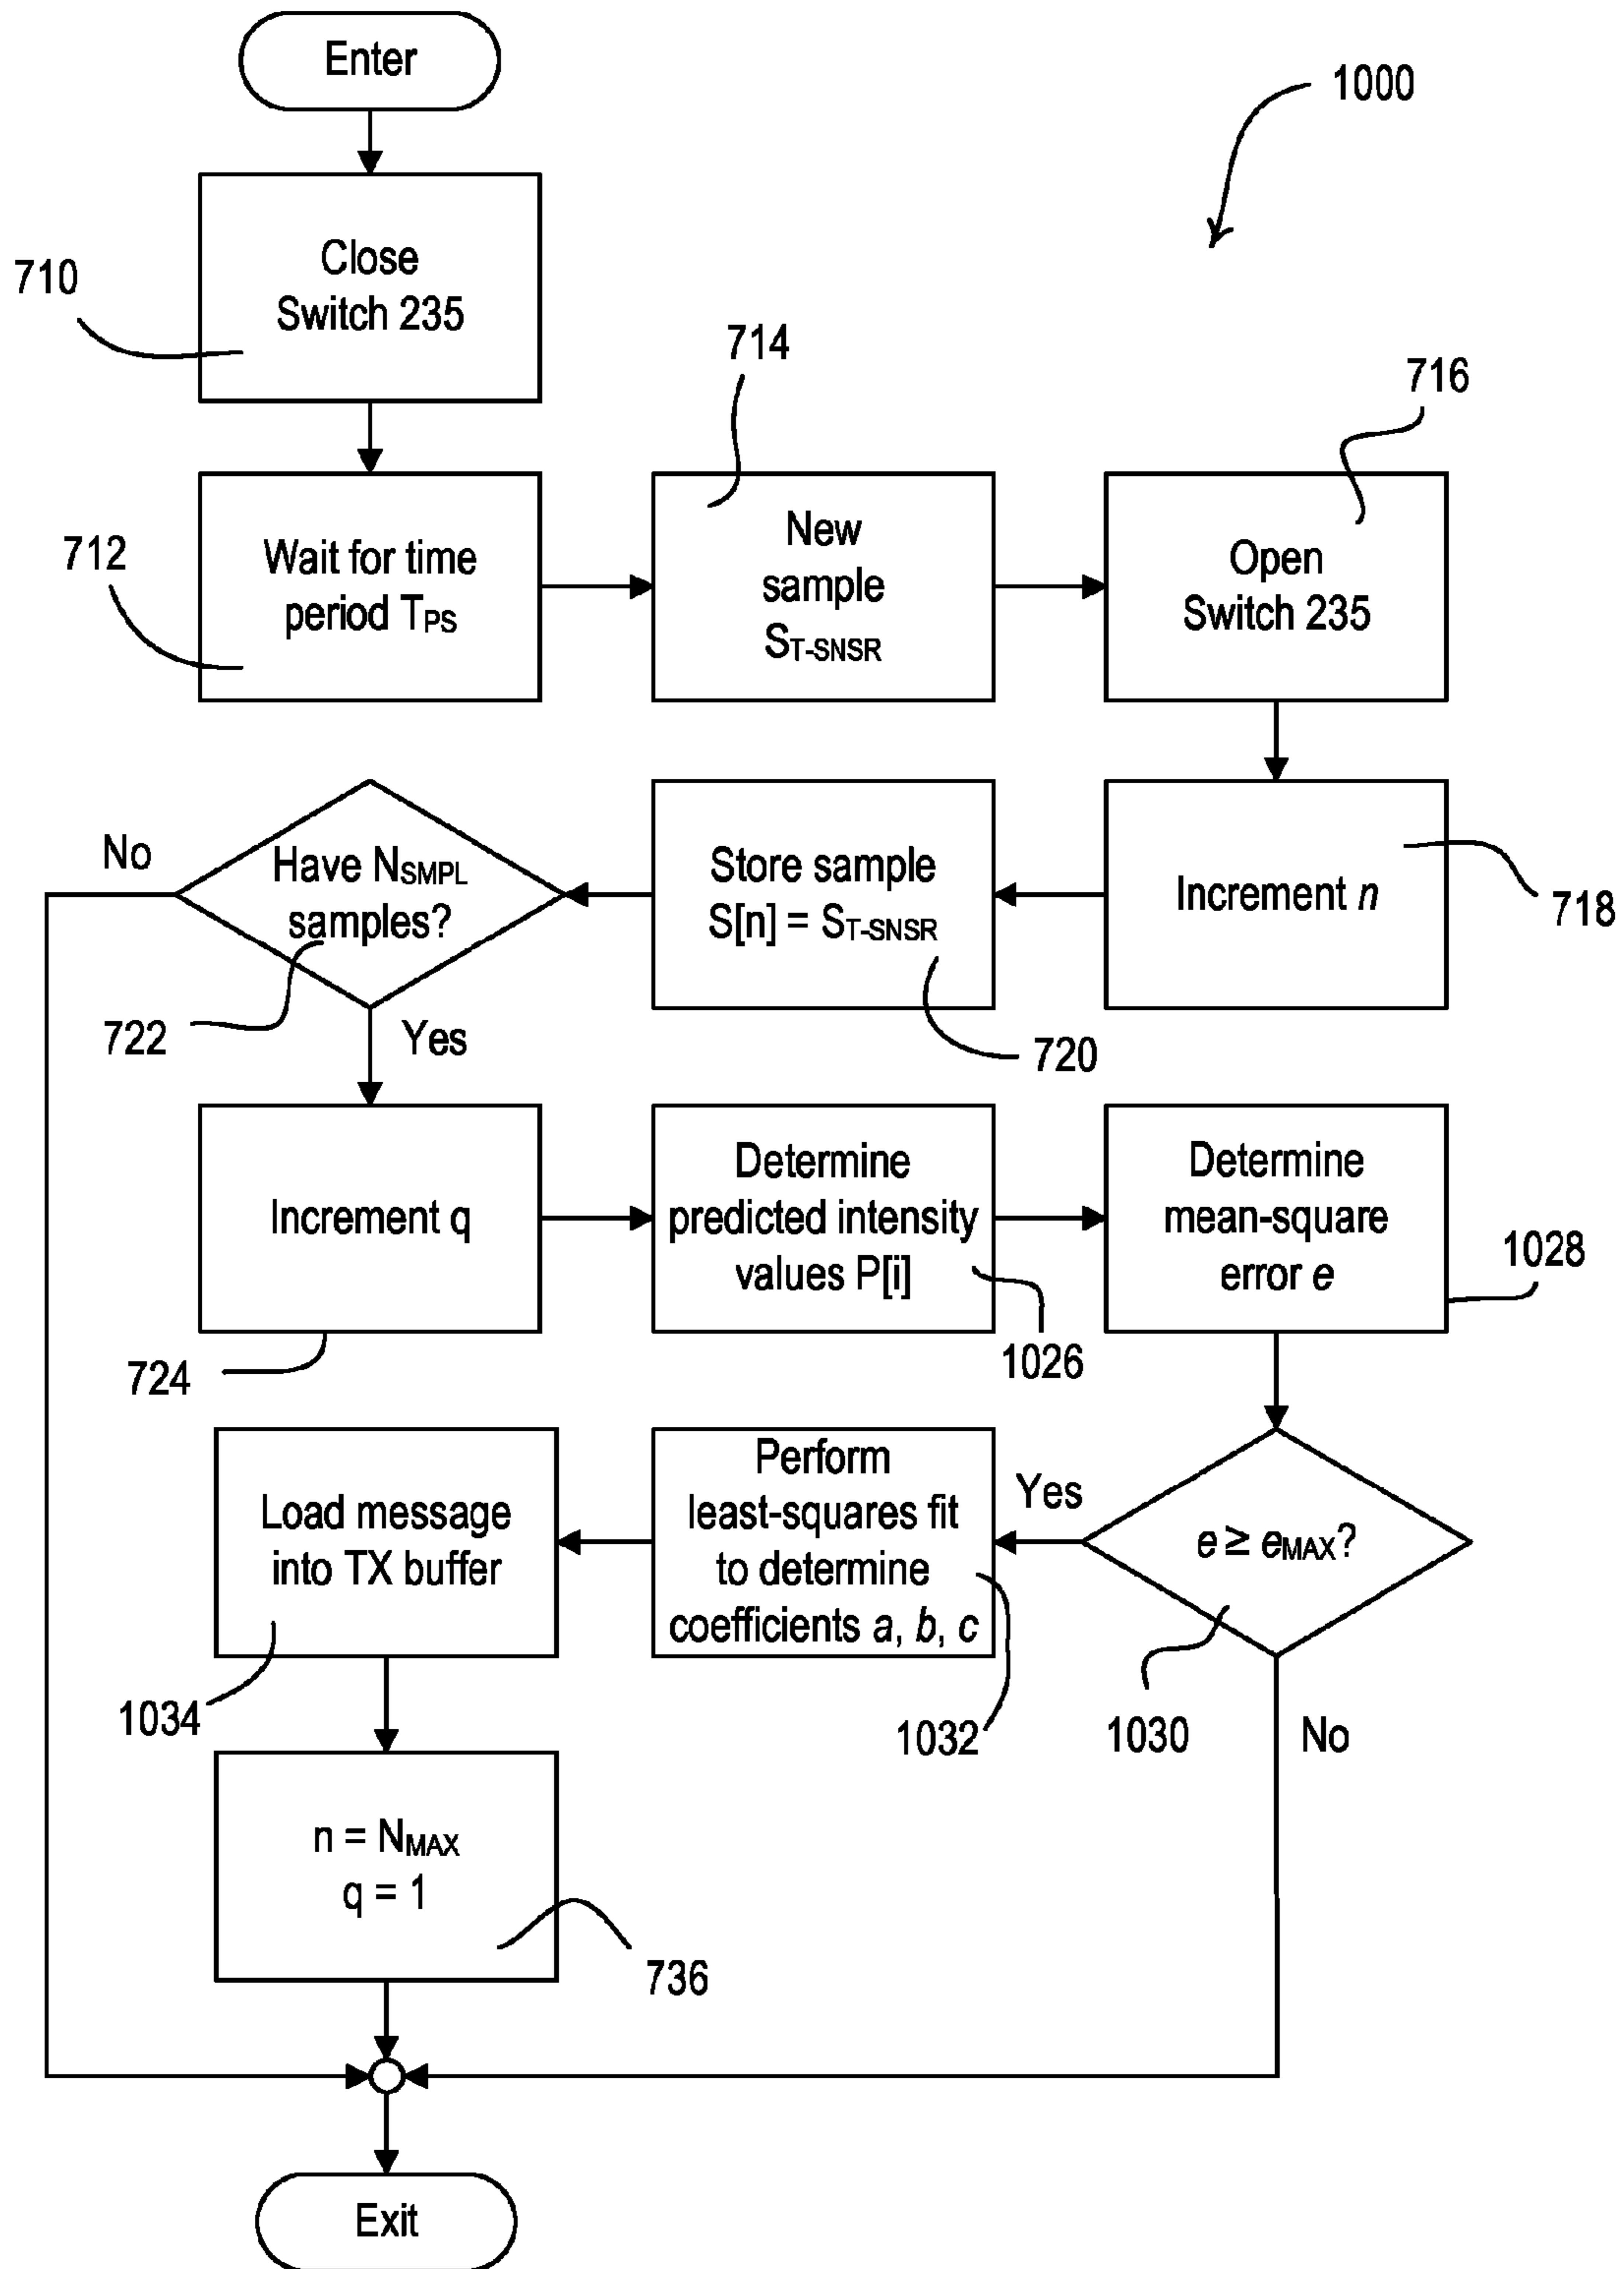 Enter
1000
Close
Switch 235
710
714
716
712
Wait for time
period TPS
New
sample
ST-SNSR
Open
Switch 235
No
Have NSMPL
samples?
Store sample
S[n] = ST-SNSR
Increment n
718
722
Yes
720
Increment q
Determine
predicted intensity
values P[i]
Determine
mean-square
error e
1028
724
1026
Load message
into TX buffer
Perform
least-squares fit
to determine
coefficients a, b, c
Yes
e ≥ eMAX?
1034
1032
1030
No
n = NMAX
q = 1
736
Exit